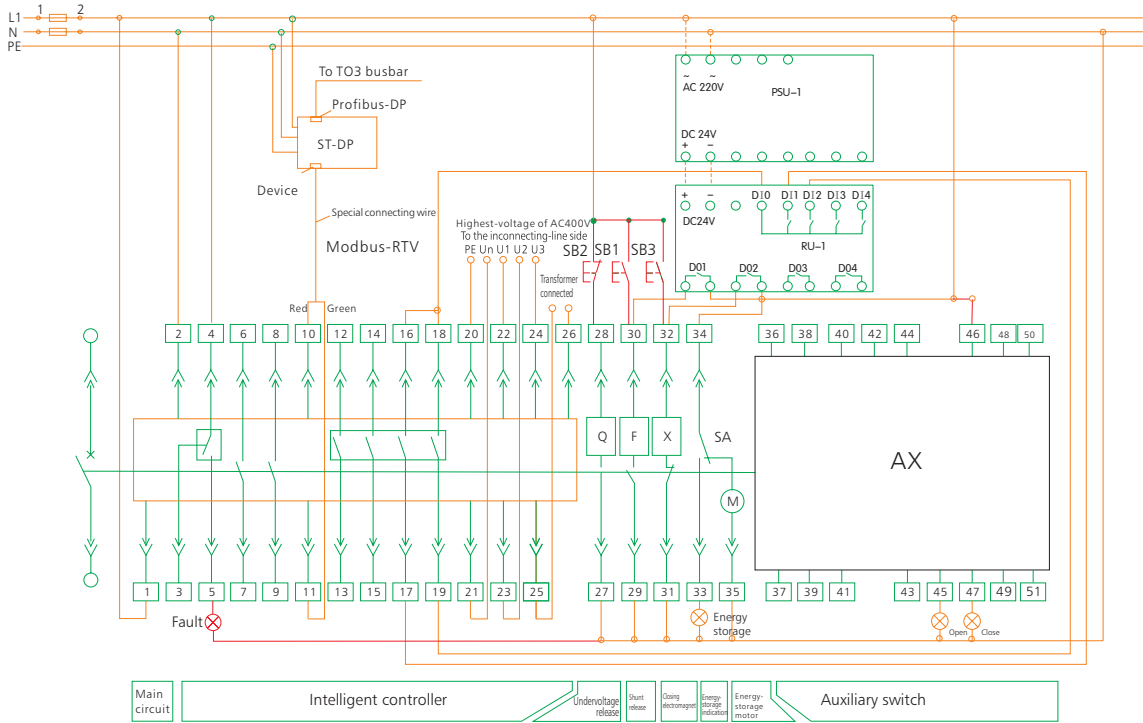 L1 1 2
N
PE
To TO3 busbar
Profibus-DP
ST-DP
Device
Special connecting wire
Modbus-RTV
Highest-voltage of AC400V
To the inconnecting-line side
PE Un U1 U2 U3
Transformer
connected
SB2 SB1 SB3
~ ~
AC 220V
PSU-1
DC 24V
+ −
+ −
DC24V
DI0 DI1 DI2 DI3 DI4
RU-1
D01 D02 D03 D04
Red Green
2 4 6 8 10 12 14 16 18 20 22 24 26 28 30 32 34 36 38 40 42 44 46 48 50
Q F X SA
M
AX
1 3 5 7 9 11 13 15 17 19 21 23 25 27 29 31 33 35 37 39 41 43 45 47 49 51
Fault
Energy
storage
Open Close
Main
circuit
Intelligent controller
Undervoltage
release
Shunt
release
Closing
electromagnet
Energy-
storage
indication
Energy-
storage
motor
Auxiliary switch